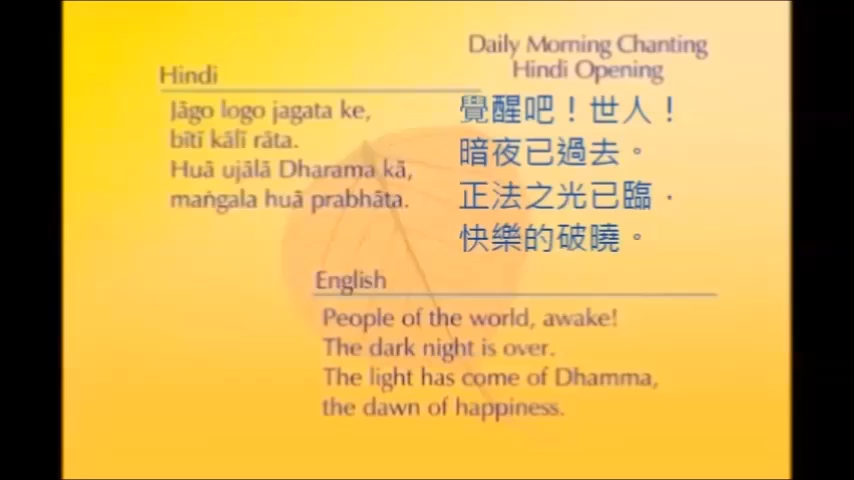 Daily Morning Chanting
Hindi Opening
Hindi
Jāgo logo jagata ke,
bītī kālī rāta.
Huā ujālā Dharama kā,
maṅgala huā prabhāta.
覺醒吧！世人！
暗夜已過去。
正法之光已臨．
快樂的破曉。
English
People of the world, awake!
The dark night is over.
The light has come of Dhamma,
the dawn of happiness.